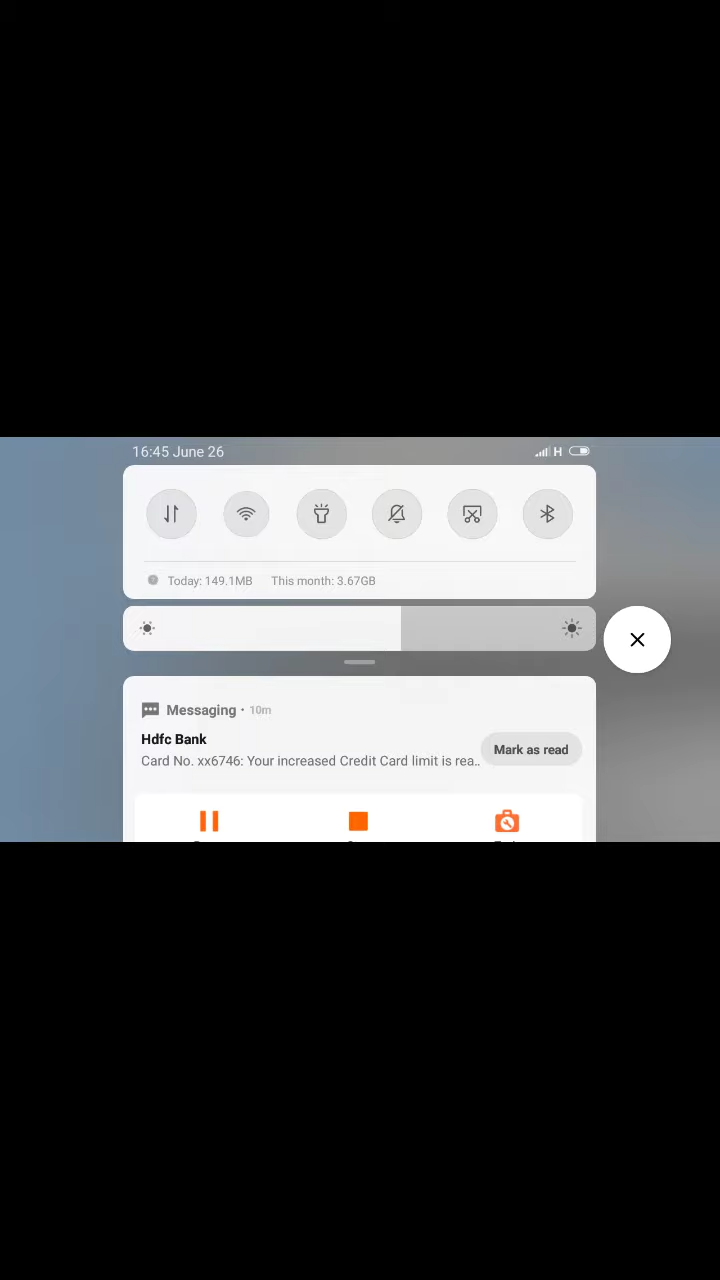 16:45 June 26
H
Today: 149.1MB This month: 3.67GB
Messaging • 10m
Hdfc Bank
Card No. xx6746: Your increased Credit Card limit is rea..
Mark as read